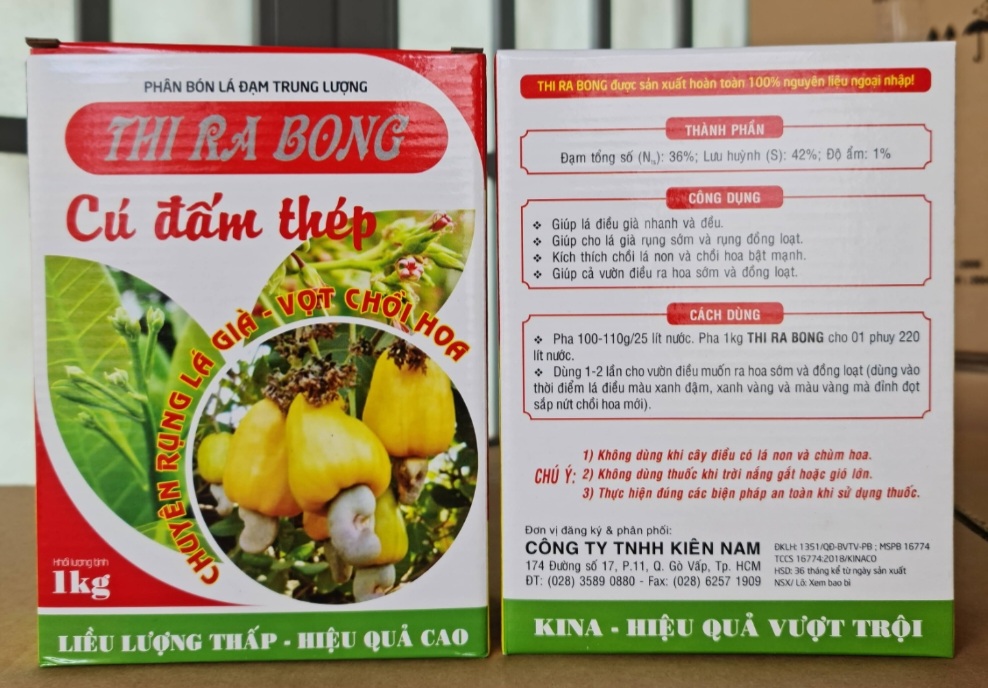 PHÂN BÓN LÁ ĐẠM TRUNG LƯỢNG
THI RA BONG
Cú đấm thép
CHUYÊN RỤNG LÁ GIÀ - VỌT CHỒI HOA
Khối lượng tịnh
1kg
LIỀU LƯỢNG THẤP - HIỆU QUẢ CAO
THI RA BONG được sản xuất hoàn toàn 100% nguyên liệu ngoại nhập!
THÀNH PHẦN
Đạm tổng số (Nts): 36%; Lưu huỳnh (S): 42%; Độ ẩm: 1%
CÔNG DỤNG
❖ Giúp lá điều già nhanh và đều.
❖ Giúp cho lá già rụng sớm và rụng đồng loạt.
❖ Kích thích chồi lá non và chồi hoa bật mạnh.
❖ Giúp cả vườn điều ra hoa sớm và đồng loạt.
CÁCH DÙNG
❖ Pha 100-110g/25 lít nước. Pha 1kg THI RA BONG cho 01 phuy 220
lít nước.
❖ Dùng 1-2 lần cho vườn điều muốn ra hoa sớm và đồng loạt (dùng vào
thời điểm lá điều màu xanh đậm, xanh vàng và màu vàng mà đỉnh đọt
sắp nứt chồi hoa mới).
CHÚ Ý: 1) Không dùng khi cây điều có lá non và chùm hoa.
2) Không dùng thuốc khi trời nắng gắt hoặc gió lớn.
3) Thực hiện đúng các biện pháp an toàn khi sử dụng thuốc.
Đơn vị đăng ký & phân phối:
CÔNG TY TNHH KIÊN NAM
174 Đường số 17, P.11, Q. Gò Vấp, Tp. HCM
ĐT: (028) 3589 0880 - Fax: (028) 6257 1909
ĐKLH: 1351/QĐ-BVTV-PB ; MSPB 16774
TCCS 16774:2018/KINACO
HSD: 36 tháng kể từ ngày sản xuất
NSX/ Lô: Xem bao bì
KINA - HIỆU QUẢ VƯỢT TRỘI